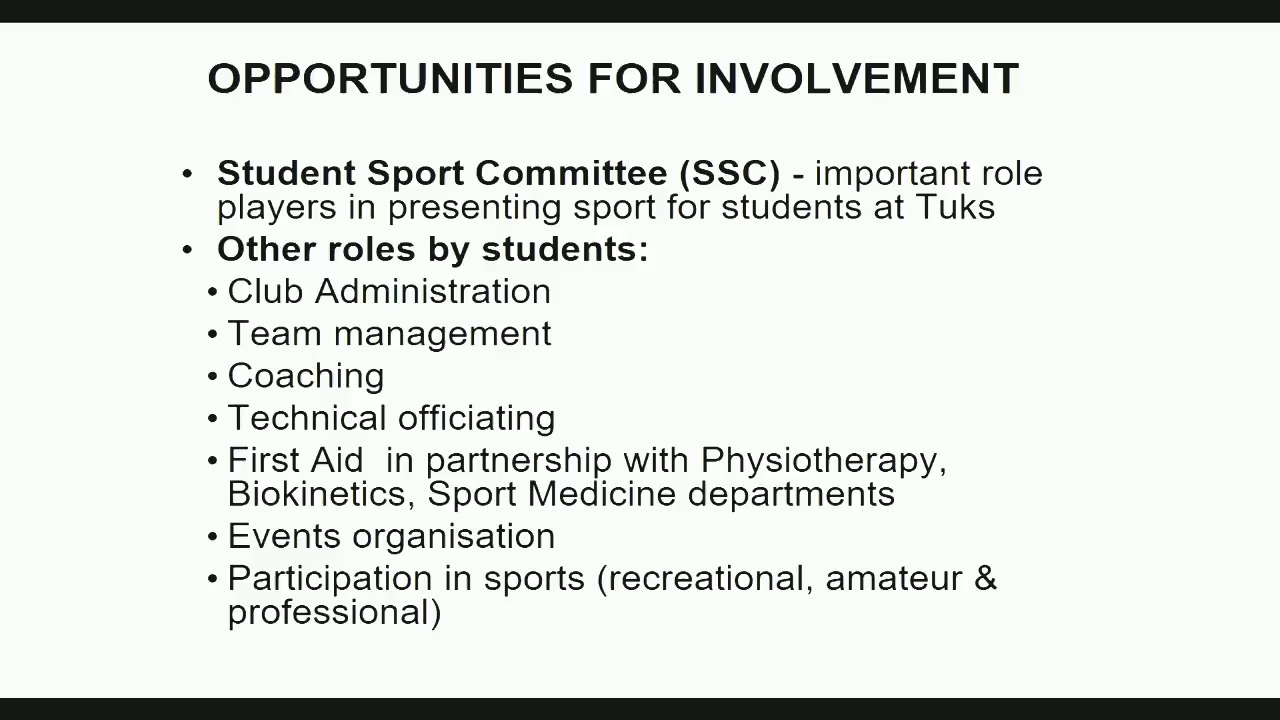 OPPORTUNITIES FOR INVOLVEMENT
• Student Sport Committee (SSC) - important role
players in presenting sport for students at Tuks
• Other roles by students:
• Club Administration
• Team management
• Coaching
• Technical officiating
• First Aid  in partnership with Physiotherapy,
Biokinetics, Sport Medicine departments
• Events organisation
• Participation in sports (recreational, amateur &
professional)